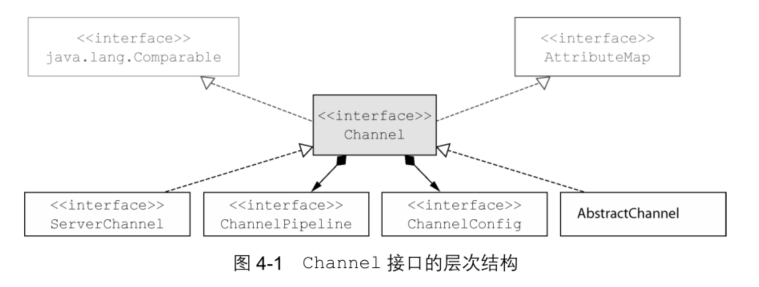 <<interface>>
java.lang.Comparable
<<interface>>
AttributeMap
<<interface>>
Channel
<<interface>>
ServerChannel
<<interface>>
ChannelPipeline
<<interface>>
ChannelConfig
AbstractChannel
图 4-1 Channel 接口的层次结构